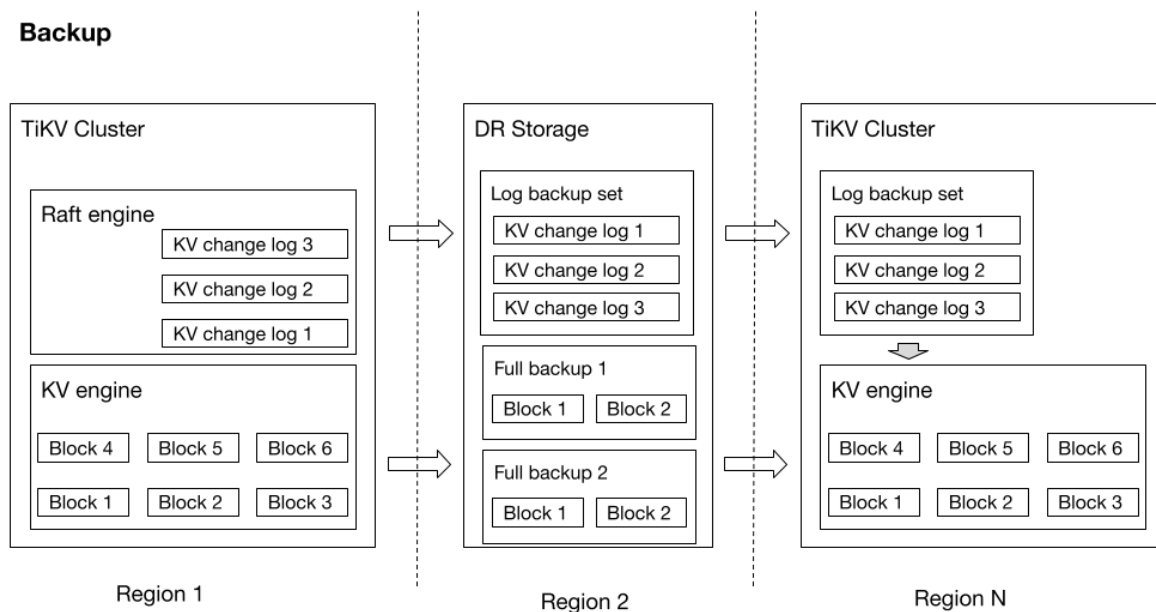 Backup
TiKV Cluster
Raft engine
KV change log 3
KV change log 2
KV change log 1
KV engine
Block 4 Block 5 Block 6
Block 1 Block 2 Block 3
Region 1
DR Storage
Log backup set
KV change log 1
KV change log 2
KV change log 3
Full backup 1
Block 1 Block 2
Full backup 2
Block 1 Block 2
Region 2
TiKV Cluster
Log backup set
KV change log 1
KV change log 2
KV change log 3
KV engine
Block 4 Block 5 Block 6
Block 1 Block 2 Block 3
Region N